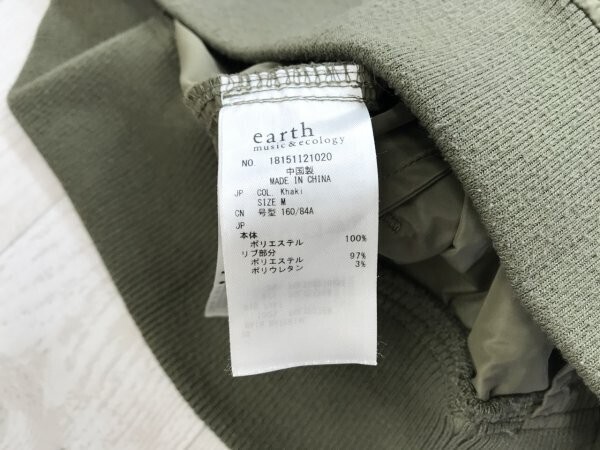 earth
music&ecology
NO. 18151121020
中国製
MADE IN CHINA
JP COL. Khaki
SIZE M
CN 号型 160/84A
JP
本体
ポリエステル 100%
リブ部分
ポリエステル 97%
ポリウレタン 3%